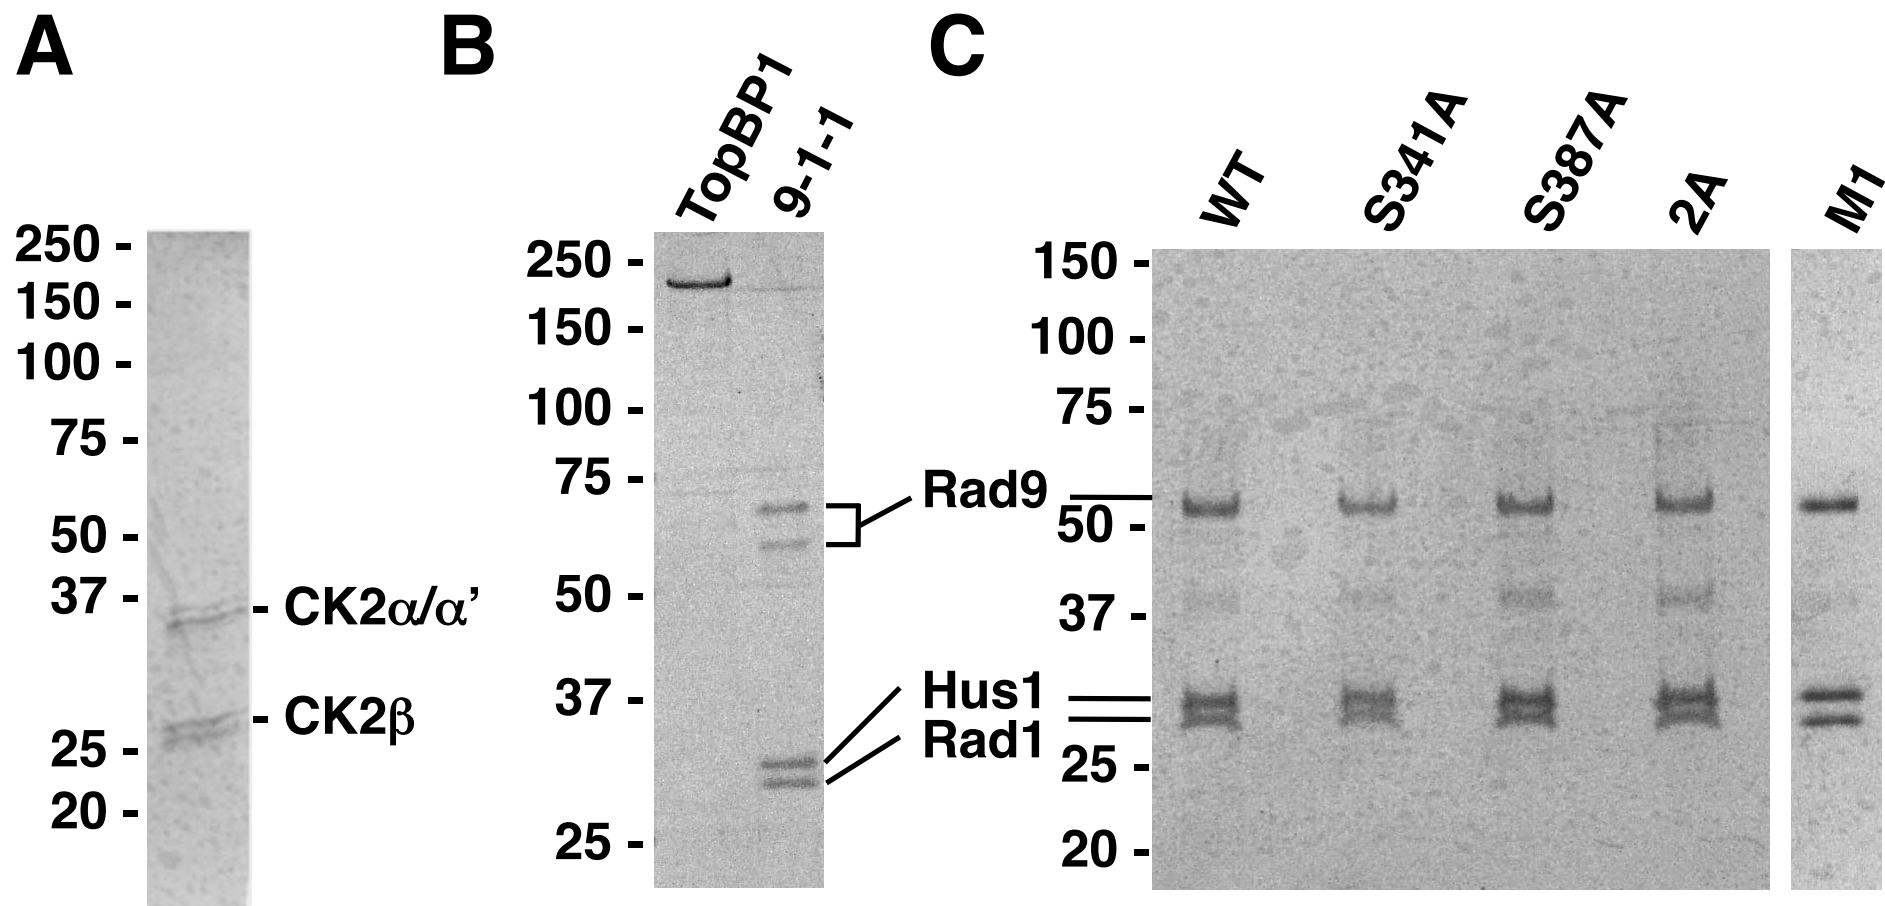 A
250 -
150 -
100 -
75 -
50 -
37 -
25 -
20 -
- CK2α/α’
- CK2β
B
TopBP1
9-1-1
250 -
150 -
100 -
75 -
50 -
37 -
25 -
Rad9
Hus1
Rad1
C
WT
S341A
S387A
2A
M1
150 -
100 -
75 -
50 -
37 -
25 -
20 -